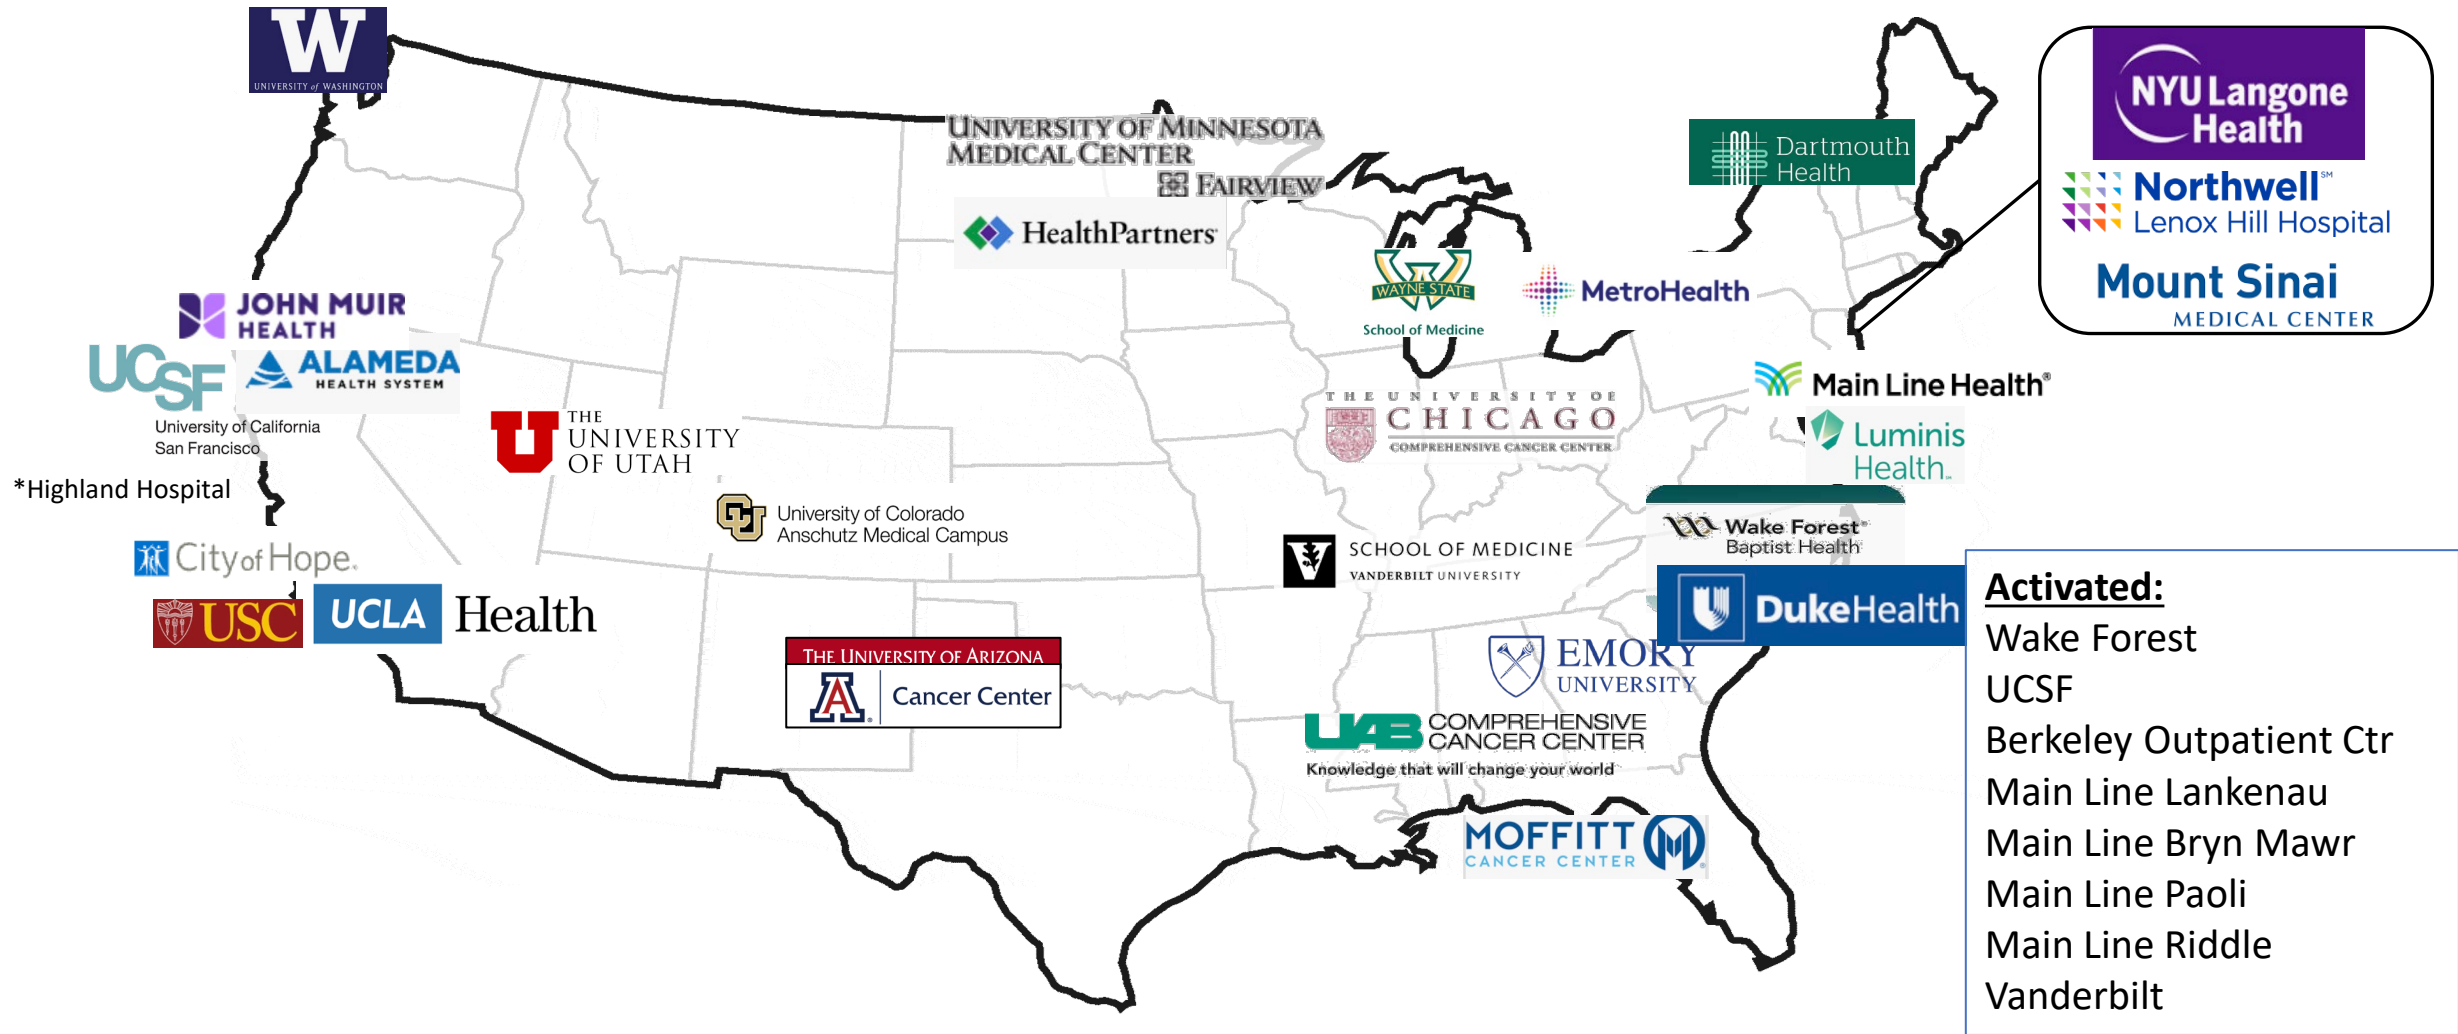 W
UNIVERSITY of WASHINGTON
UNIVERSITY OF MINNESOTA
MEDICAL CENTER
FAIRVIEW
HealthPartners
Dartmouth
Health
NYU Langone
Health
Northwell℠
Lenox Hill Hospital
Mount Sinai
MEDICAL CENTER
WAYNE STATE
School of Medicine
MetroHealth
JOHN MUIR
HEALTH
UCSF
University of California
San Francisco
ALAMEDA
HEALTH SYSTEM
*Highland Hospital
THE
UNIVERSITY
OF UTAH
University of Colorado
Anschutz Medical Campus
THE UNIVERSITY OF
CHICAGO
COMPREHENSIVE CANCER CENTER
Main Line Health®
Luminis
Health
Wake Forest®
Baptist Health
DukeHealth
City of Hope
USC
UCLA Health
V
SCHOOL OF MEDICINE
VANDERBILT UNIVERSITY
THE UNIVERSITY OF ARIZONA
A
Cancer Center
EMORY
UNIVERSITY
UAB COMPREHENSIVE
CANCER CENTER
Knowledge that will change your world
MOFFITT
CANCER CENTER
Activated:
Wake Forest
UCSF
Berkeley Outpatient Ctr
Main Line Lankenau
Main Line Bryn Mawr
Main Line Paoli
Main Line Riddle
Vanderbilt